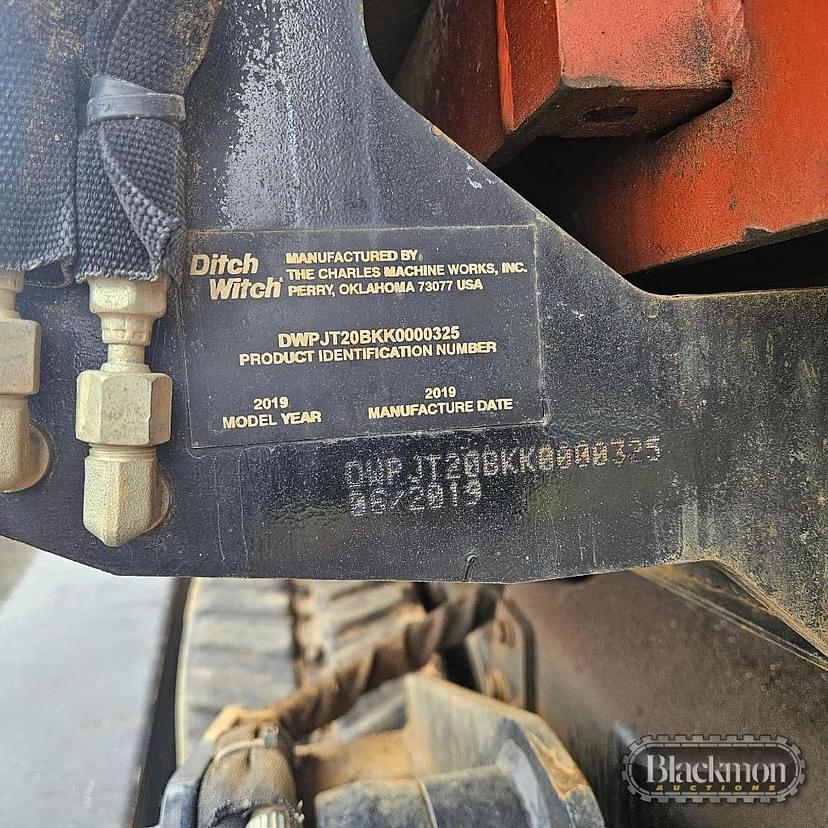 Ditch
Witch
MANUFACTURED BY
THE CHARLES MACHINE WORKS, INC.
PERRY, OKLAHOMA 73077 USA
DWPJT20BKK0000325
PRODUCT IDENTIFICATION NUMBER
2019
MODEL YEAR
2019
MANUFACTURE DATE
DWPJT20BKK0000325
06/2019
Blackmon
AUCTIONS